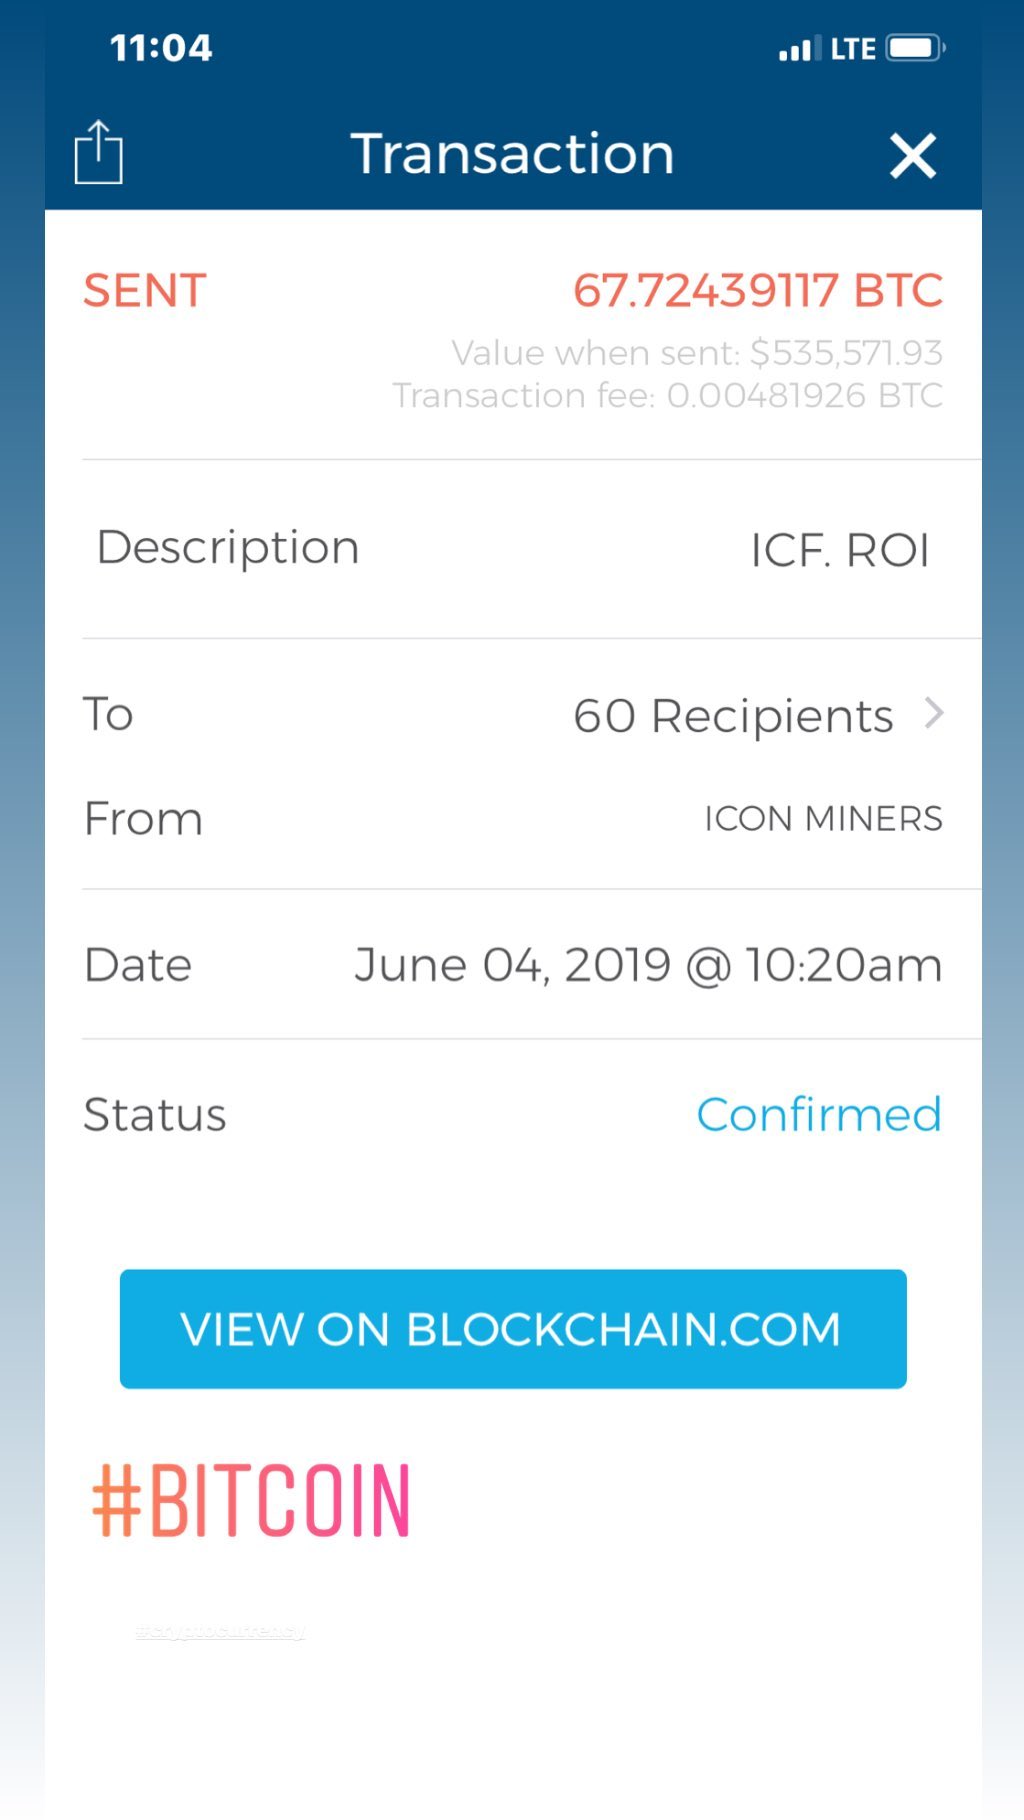 11:04 LTE
Transaction
SENT 67.72439117 BTC
Value when sent: $535,571.93
Transaction fee: 0.00481926 BTC
Description ICF. ROI
To 60 Recipients
From ICON MINERS
Date June 04, 2019 @ 10:20am
Status Confirmed
VIEW ON BLOCKCHAIN.COM
#BITCOIN
#cryptocurrency